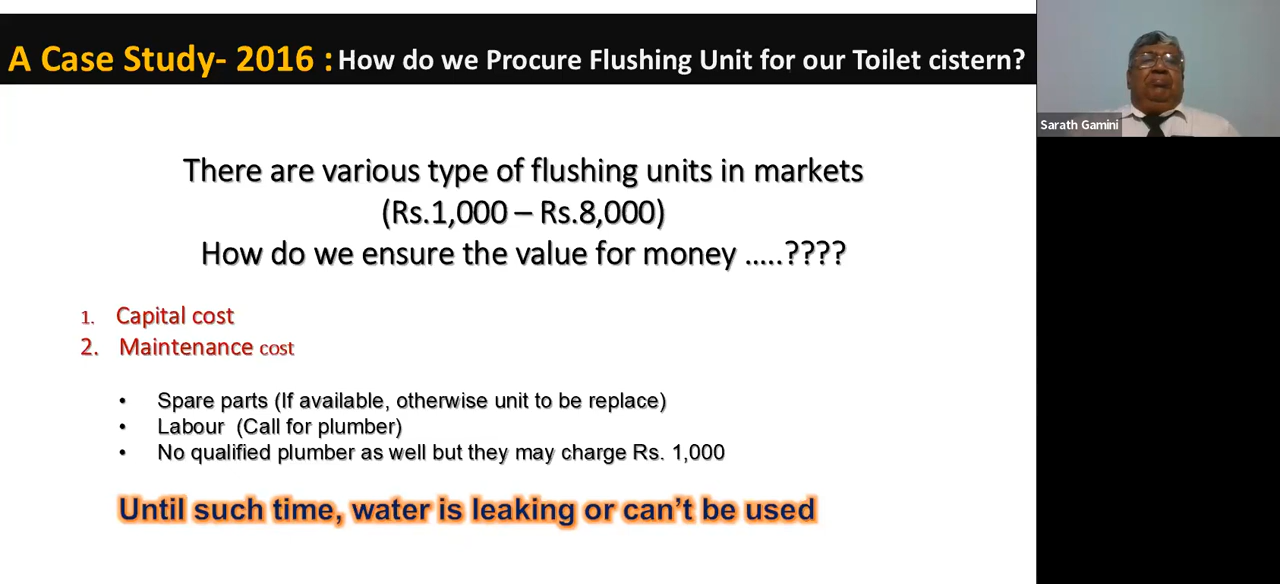 A Case Study- 2016 : How do we Procure Flushing Unit for our Toilet cistern?
Sarath Gamini
There are various type of flushing units in markets
(Rs.1,000 – Rs.8,000)
How do we ensure the value for money …..????
1. Capital cost
2. Maintenance cost
• Spare parts (If available, otherwise unit to be replace)
• Labour (Call for plumber)
• No qualified plumber as well but they may charge Rs. 1,000
Until such time, water is leaking or can't be used